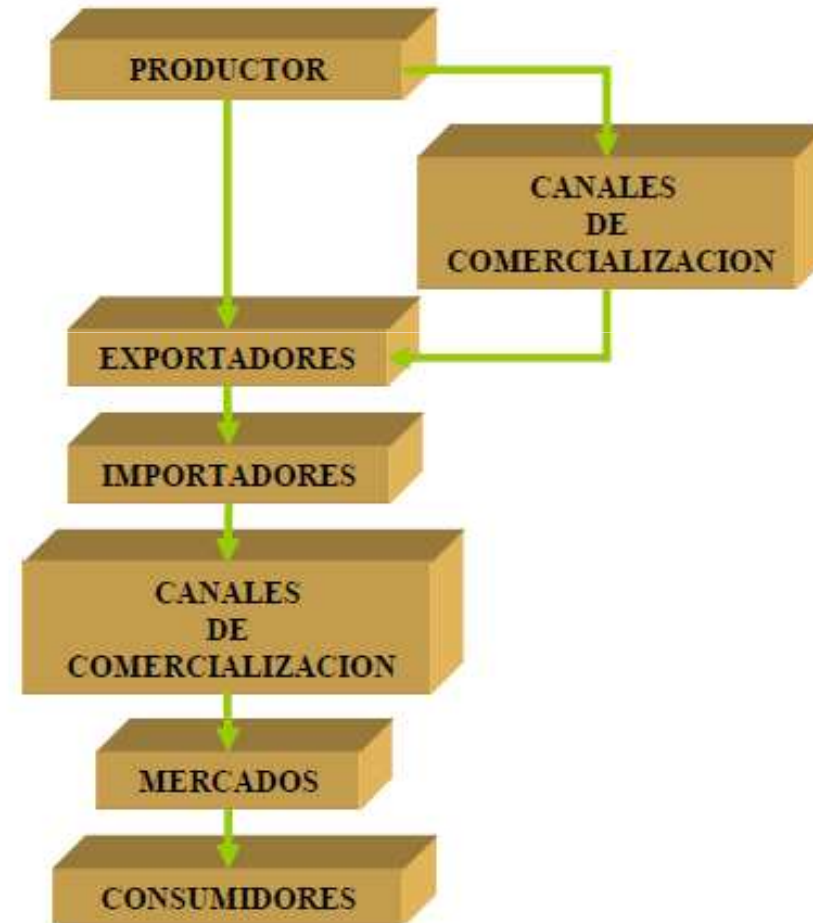 PRODUCTOR
CANALES
DE
COMERCIALIZACION
EXPORTADORES
IMPORTADORES
CANALES
DE
COMERCIALIZACION
MERCADOS
CONSUMIDORES